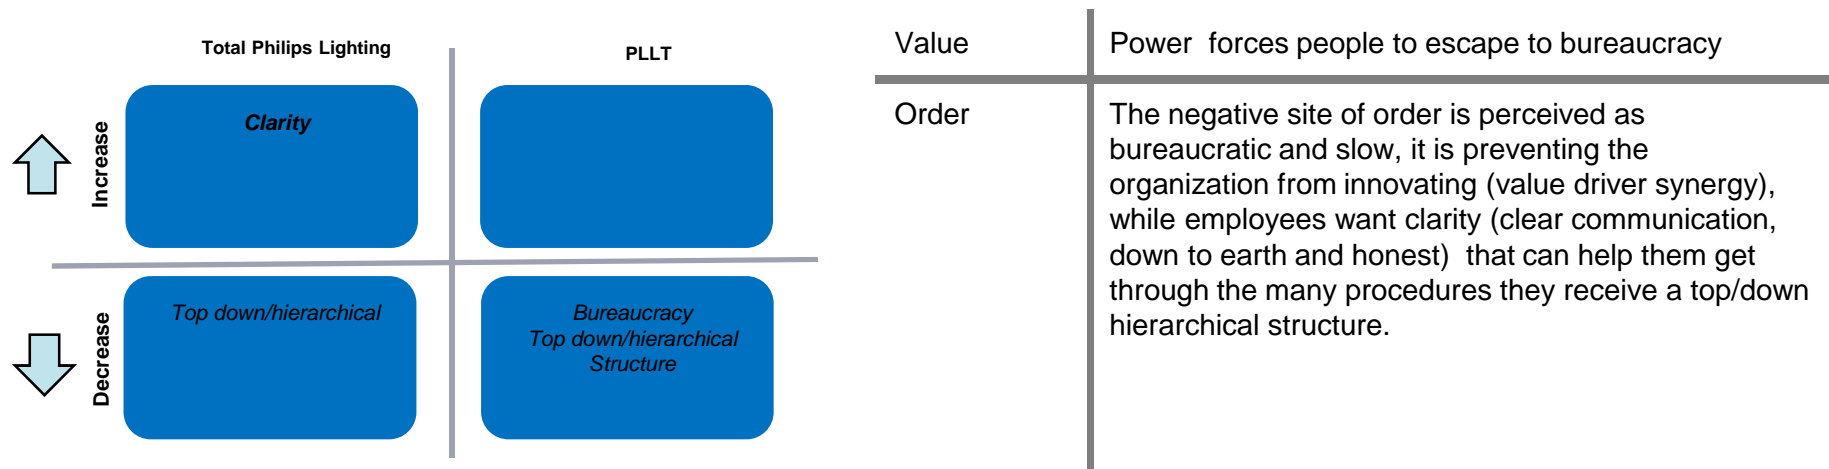 Total Philips Lighting
PLLT
Increase
Clarity
Decrease
Top down/hierarchical
Bureaucracy
Top down/hierarchical
Structure
Value
Power forces people to escape to bureaucracy
Order
The negative site of order is perceived as
bureaucratic and slow, it is preventing the
organization from innovating (value driver synergy),
while employees want clarity (clear communication,
down to earth and honest) that can help them get
through the many procedures they receive a top/down
hierarchical structure.